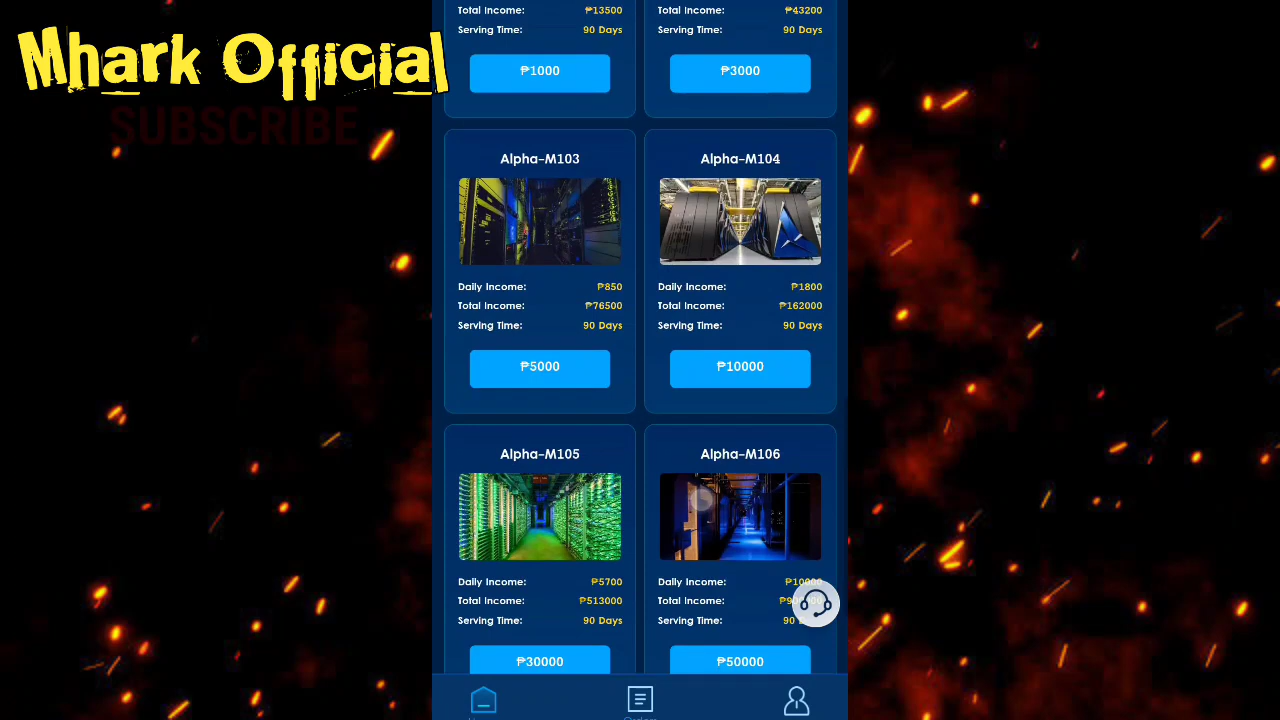 Mhark Official
SUBSCRIBE
Total Income: ₱13500
Serving Time: 90 Days
₱1000
Total Income: ₱43200
Serving Time: 90 Days
₱3000
Alpha-M103
Daily Income: ₱850
Total Income: ₱76500
Serving Time: 90 Days
₱5000
Alpha-M104
Daily Income: ₱1800
Total Income: ₱162000
Serving Time: 90 Days
₱10000
Alpha-M105
Daily Income: ₱5700
Total Income: ₱513000
Serving Time: 90 Days
₱30000
Alpha-M106
Daily Income: ₱10000
Total Income:
Serving Time: 90
₱50000